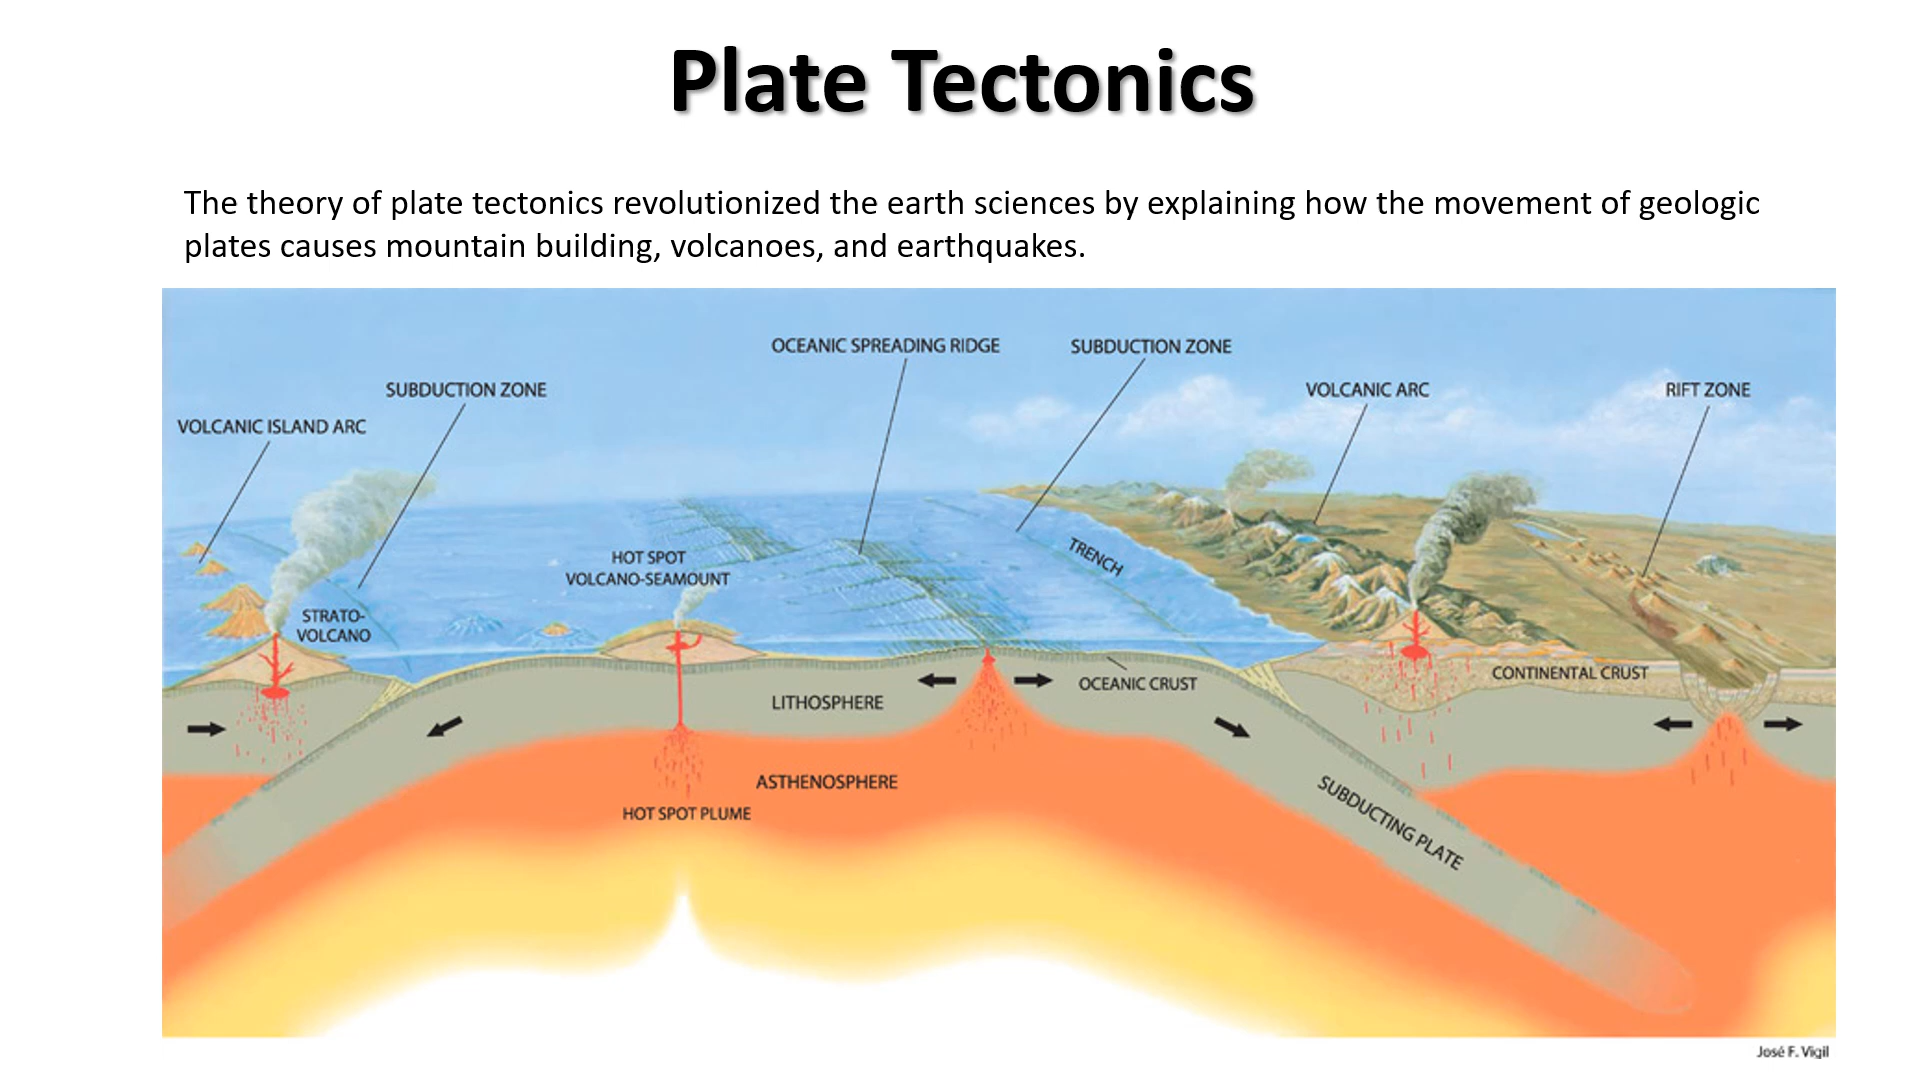 Plate Tectonics
The theory of plate tectonics revolutionized the earth sciences by explaining how the movement of geologic
plates causes mountain building, volcanoes, and earthquakes.
OCEANIC SPREADING RIDGE
SUBDUCTION ZONE
SUBDUCTION ZONE
VOLCANIC ARC
RIFT ZONE
VOLCANIC ISLAND ARC
HOT SPOT
VOLCANO-SEAMOUNT
TRENCH
STRATO-
VOLCANO
LITHOSPHERE
OCEANIC CRUST
CONTINENTAL CRUST
ASTHENOSPHERE
HOT SPOT PLUME
SUBDUCTING PLATE
José F. Vigil